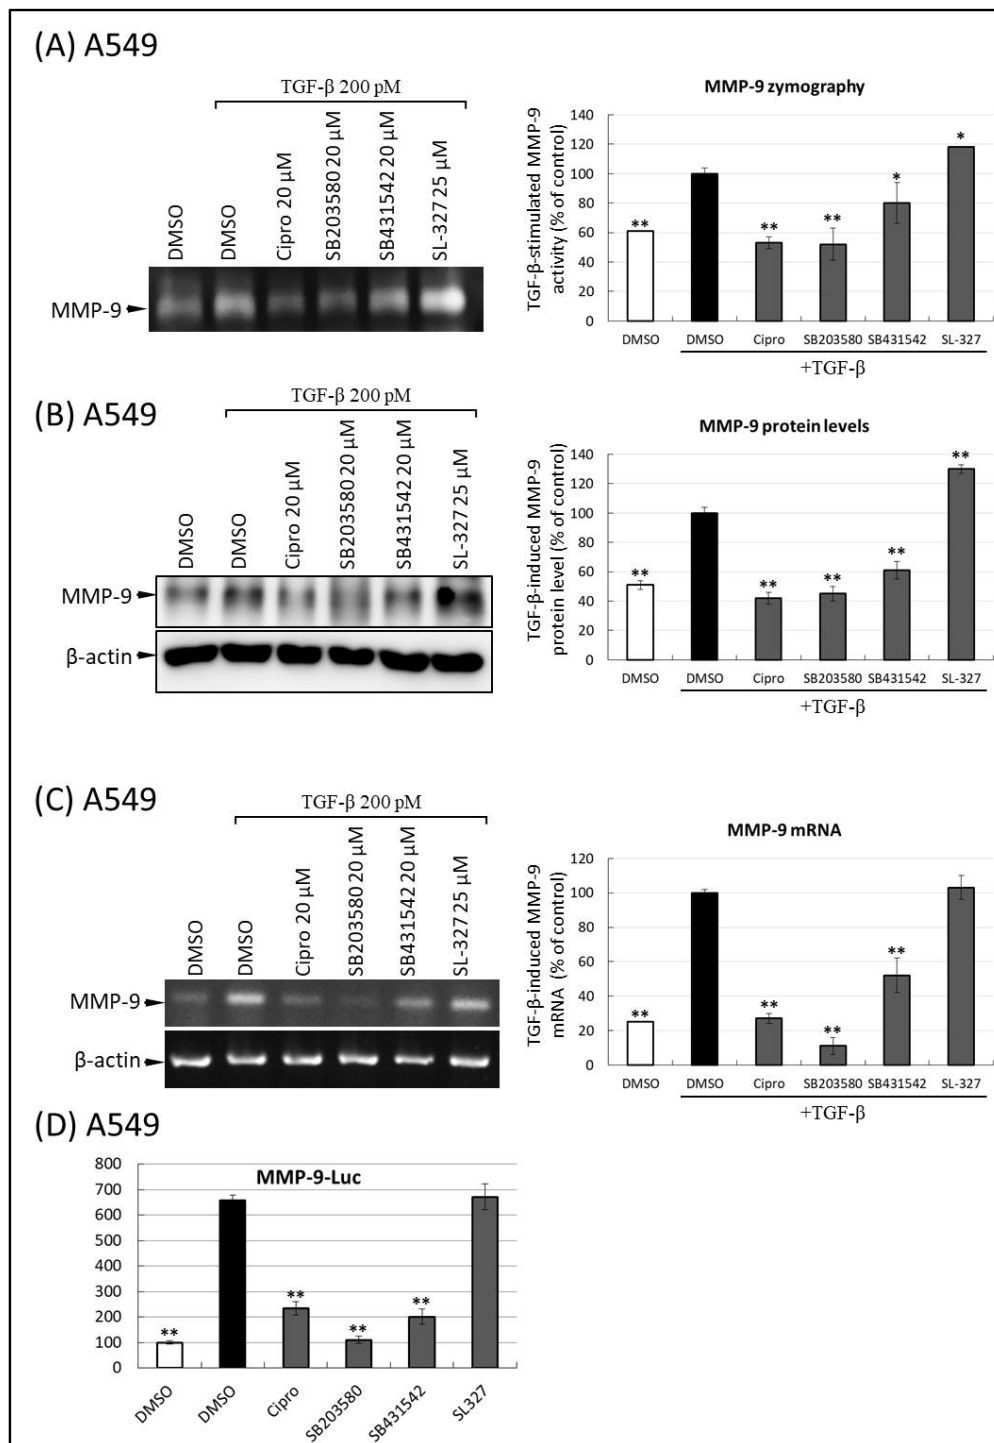 (A) A549
TGF-β 200 pM
DMSO
DMSO
Cipro 20 μM
SB203580 20 μM
SB431542 20 μM
SL-327 25 μM
MMP-9
MMP-9 zymography
TGF-β-stimulated MMP-9
activity (% of control)
140
120
100
80
60
40
20
0
**
**
**
*
*
DMSO DMSO Cipro SB203580 SB431542 SL-327
+TGF-β
(B) A549
TGF-β 200 pM
DMSO
DMSO
Cipro 20 μM
SB203580 20 μM
SB431542 20 μM
SL-327 25 μM
MMP-9
β-actin
MMP-9 protein levels
TGF-β-induced MMP-9
protein level (% of control)
140
120
100
80
60
40
20
0
**
**
**
**
**
DMSO DMSO Cipro SB203580 SB431542 SL-327
+TGF-β
(C) A549
TGF-β 200 pM
DMSO
DMSO
Cipro 20 μM
SB203580 20 μM
SB431542 20 μM
SL-327 25 μM
MMP-9
β-actin
MMP-9 mRNA
TGF-β-induced MMP-9
mRNA (% of control)
120
100
80
60
40
20
0
**
**
**
**
DMSO DMSO Cipro SB203580 SB431542 SL-327
+TGF-β
(D) A549
MMP-9-Luc
800
700
600
500
400
300
200
100
0
**
**
**
**
DMSO
DMSO
Cipro
SB203580
SB431542
SL327